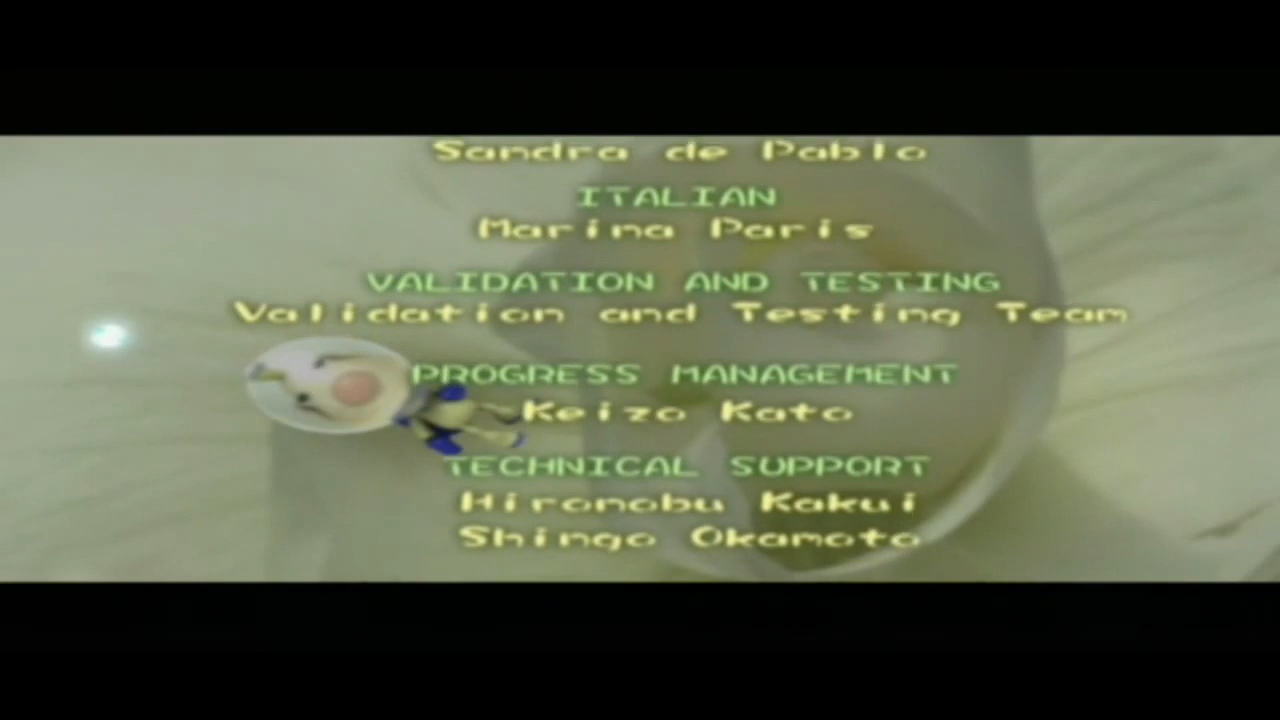 Sandra de Pablo
ITALIAN
Marina Paris
VALIDATION AND TESTING
Validation and Testing Team
PROGRESS MANAGEMENT
Keizo Kato
TECHNICAL SUPPORT
Hironobu Kakui
Shingo Okamoto